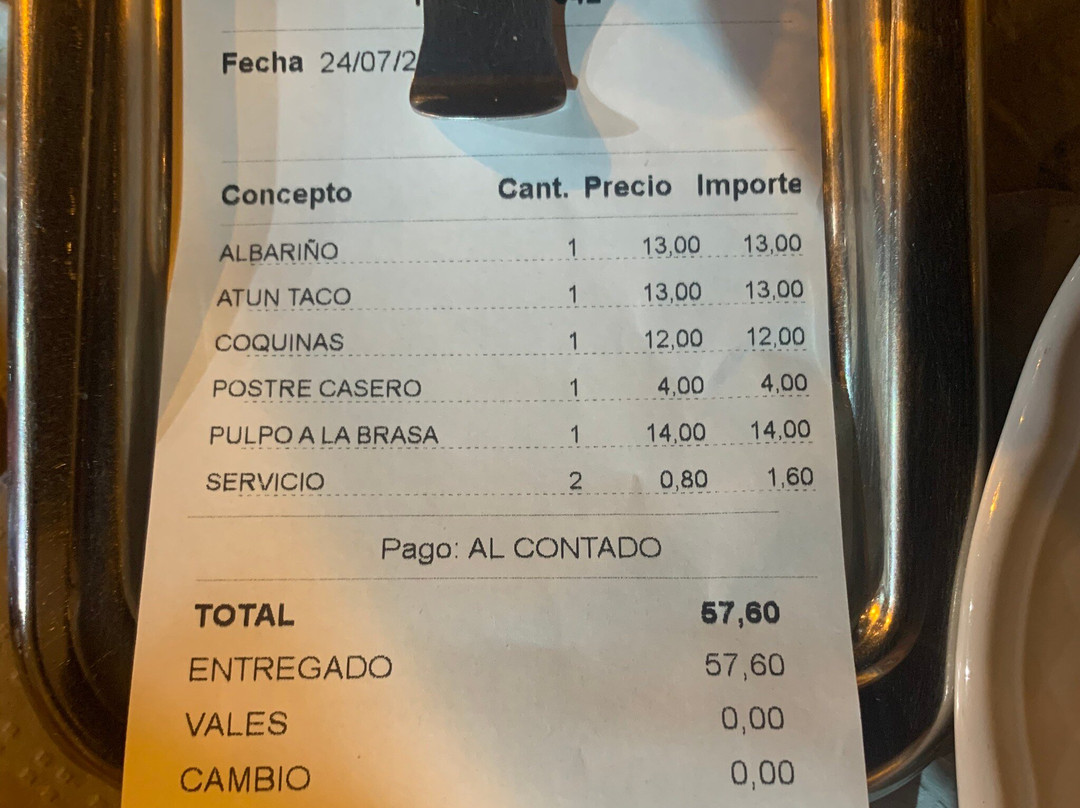 Fecha 24/07/2
Concepto Cant. Precio Importe
ALBARIÑO 1 13,00 13,00
ATUN TACO 1 13,00 13,00
COQUINAS 1 12,00 12,00
POSTRE CASERO 1 4,00 4,00
PULPO A LA BRASA 1 14,00 14,00
SERVICIO 2 0,80 1,60
Pago: AL CONTADO
TOTAL 57,60
ENTREGADO 57,60
VALES 0,00
CAMBIO 0,00